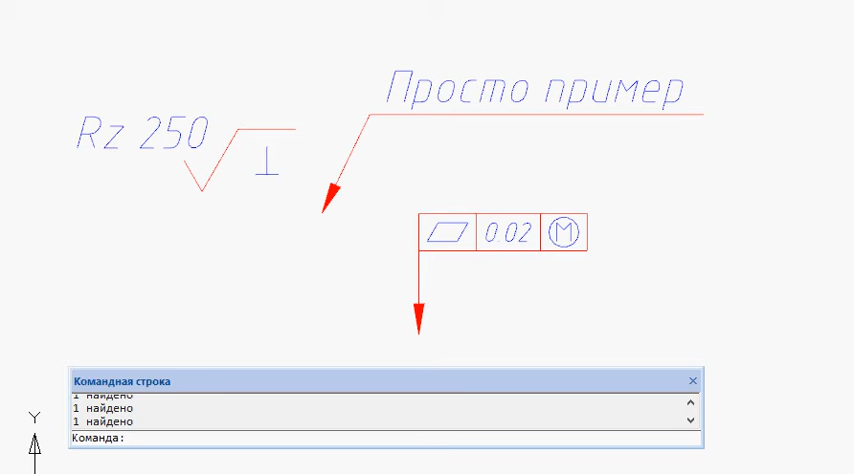 Просто пример
Rz 250
⊥
0.02 Ⓜ
Командная строка
1 найдено
1 найдено
1 найдено
Команда:
Y